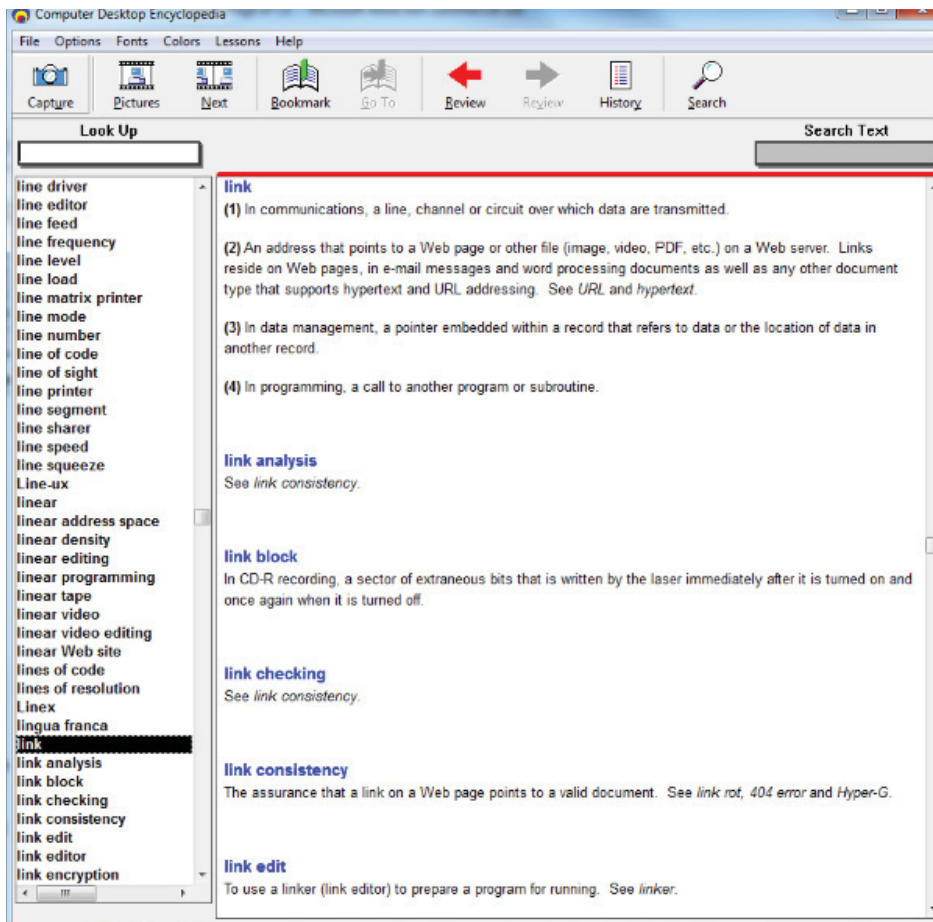 Computer Desktop Encyclopedia
File Options Fonts Colors Lessons Help
Capture Pictures Next Bookmark Go To Review Review History Search
Look Up
Search Text
line driver
line editor
line feed
line frequency
line level
line load
line matrix printer
line mode
line number
line of code
line of sight
line printer
line segment
line sharer
line speed
line squeeze
Line-ux
linear
linear address space
linear density
linear editing
linear programming
linear tape
linear video
linear video editing
linear Web site
lines of code
lines of resolution
Linex
lingua franca
link
link analysis
link block
link checking
link consistency
link edit
link editor
link encryption
link
(1) In communications, a line, channel or circuit over which data are transmitted.
(2) An address that points to a Web page or other file (image, video, PDF, etc.) on a Web server. Links
reside on Web pages, in e-mail messages and word processing documents as well as any other document
type that supports hypertext and URL addressing. See URL and hypertext.
(3) In data management, a pointer embedded within a record that refers to data or the location of data in
another record.
(4) In programming, a call to another program or subroutine.
link analysis
See link consistency.
link block
In CD-R recording, a sector of extraneous bits that is written by the laser immediately after it is turned on and
once again when it is turned off.
link checking
See link consistency.
link consistency
The assurance that a link on a Web page points to a valid document. See link rot, 404 error and Hyper-G.
link edit
To use a linker (link editor) to prepare a program for running. See linker.